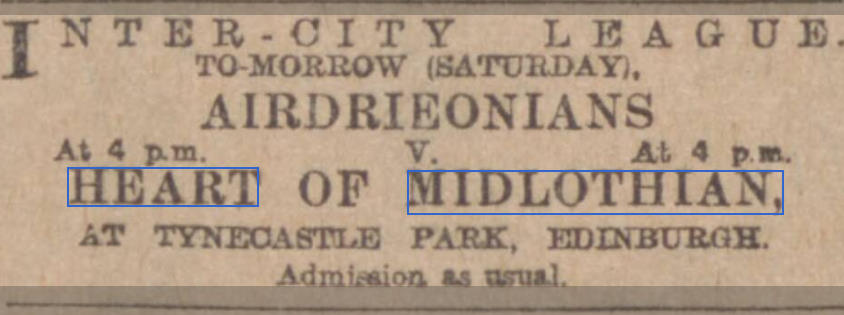 INTER-CITY LEAGUE.
TO-MORROW (SATURDAY).
AIRDRIEONIANS
At 4 p.m. V. At 4 p.m.
HEART OF MIDLOTHIAN,
AT TYNECASTLE PARK, EDINBURGH.
Admission as usual.